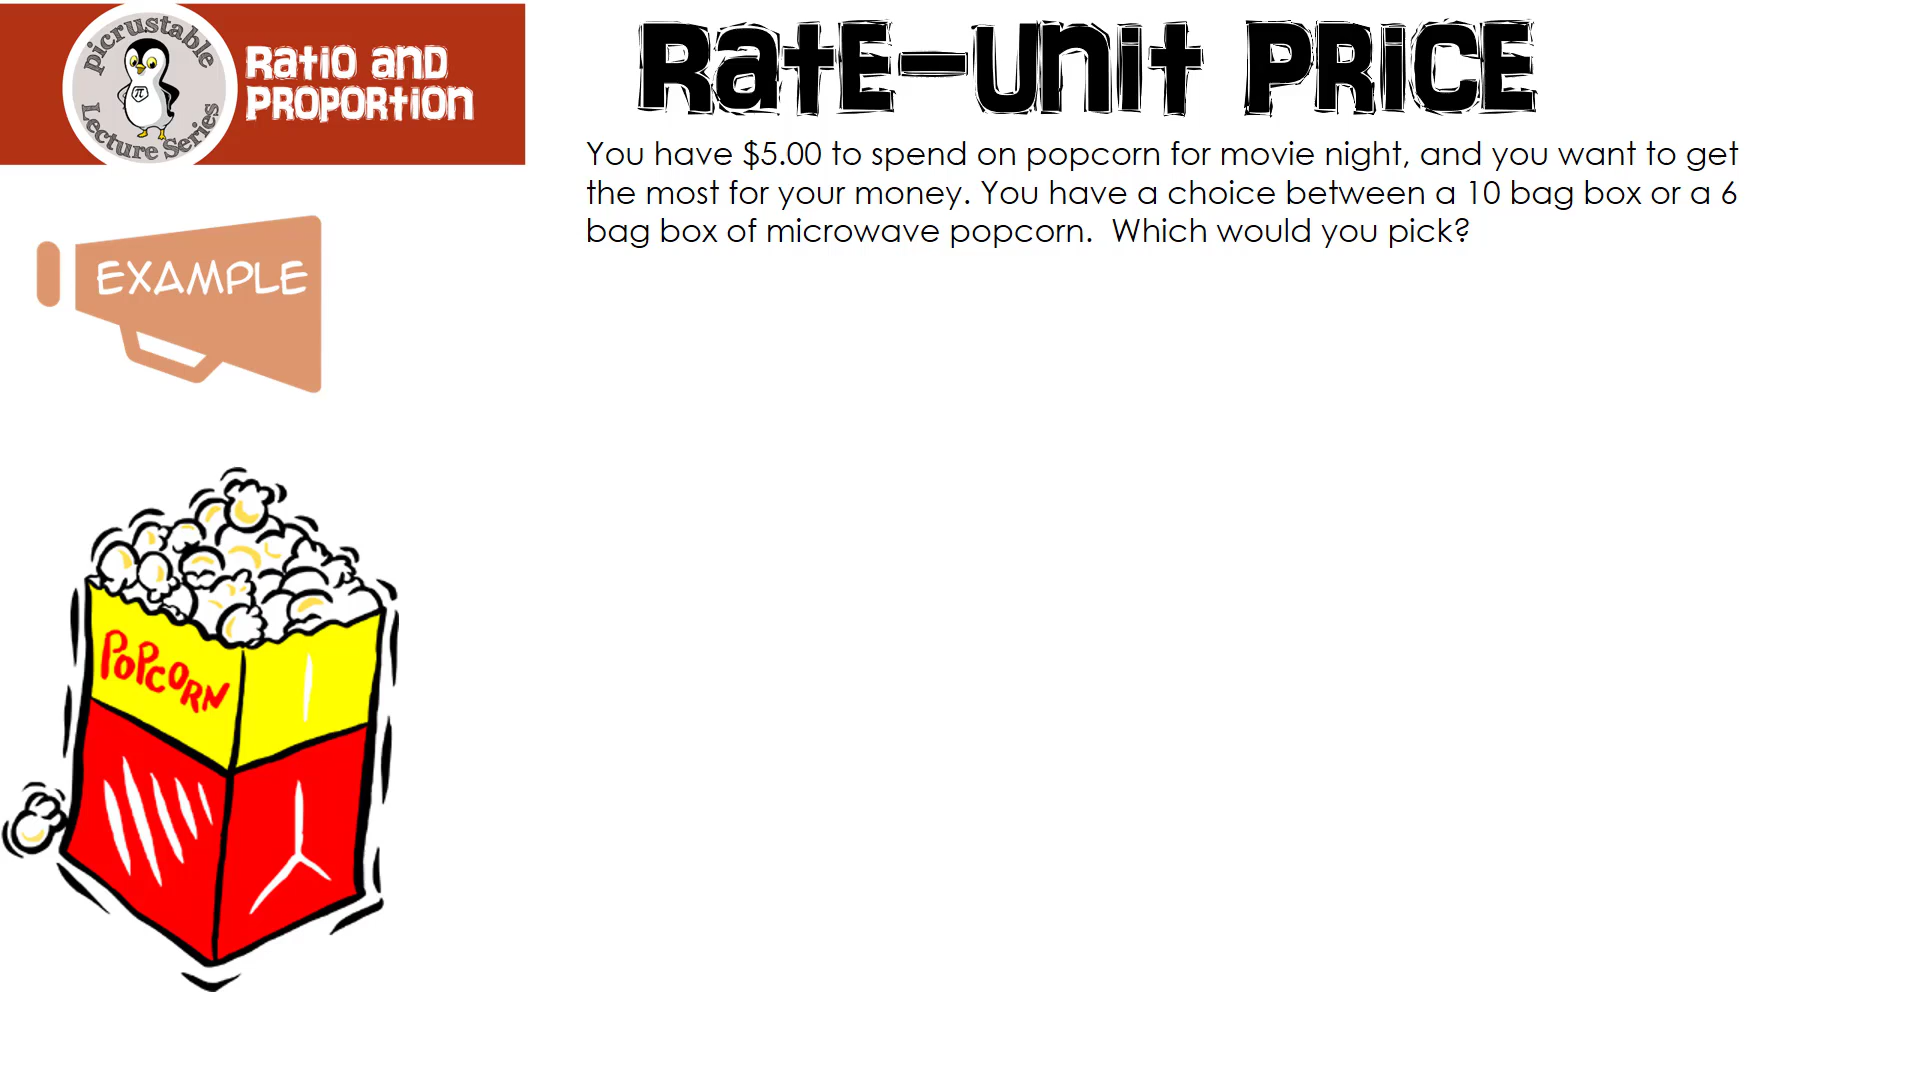 picrustable
Lecture Series
π
Ratio and
Proportion
Rate-Unit Price
You have $5.00 to spend on popcorn for movie night, and you want to get
the most for your money. You have a choice between a 10 bag box or a 6
bag box of microwave popcorn.  Which would you pick?
EXAMPLE
POPCORN